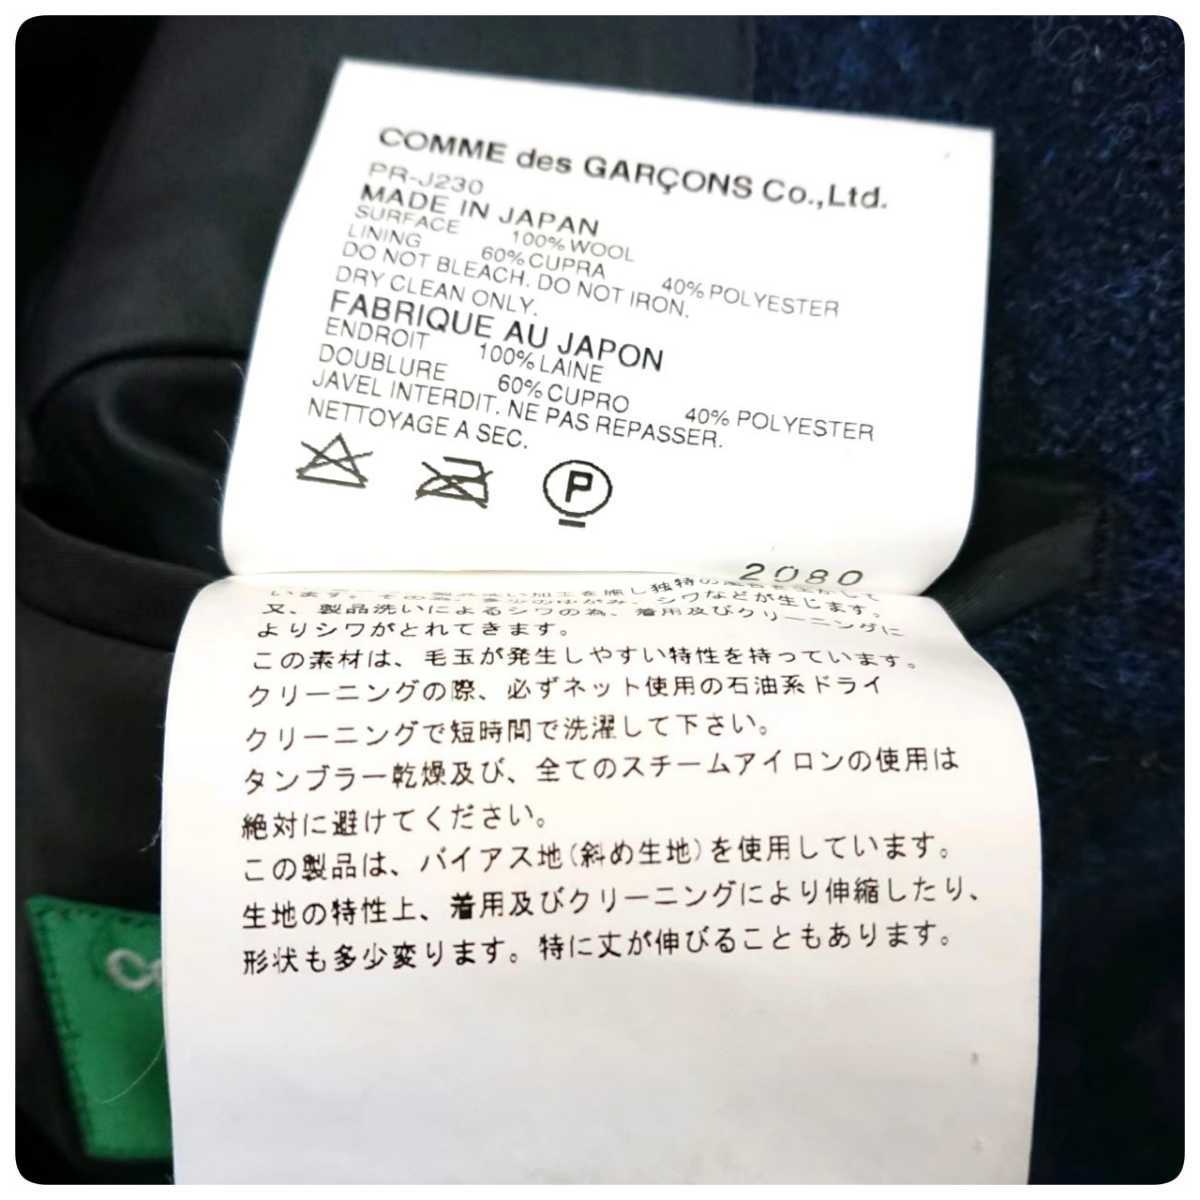 COMME des GARÇONS Co.,Ltd.
PR-J230
MADE IN JAPAN
SURFACE 100% WOOL
LINING 60% CUPRA 40% POLYESTER
DO NOT BLEACH. DO NOT IRON.
DRY CLEAN ONLY.
FABRIQUE AU JAPON
ENDROIT 100% LAINE
DOUBLURE 60% CUPRO 40% POLYESTER
JAVEL INTERDIT. NE PAS REPASSER.
NETTOYAGE A SEC.
P
2080
シワなどが生じます。
又、製品洗いによるシワの為、着用及びクリーニングに
よりシワがとれてきます。
この素材は、毛玉が発生しやすい特性を持っています。
クリーニングの際、必ずネット使用の石油系ドライ
クリーニングで短時間で洗濯して下さい。
タンブラー乾燥及び、全てのスチームアイロンの使用は
絶対に避けてください。
この製品は、バイアス地(斜め生地)を使用しています。
生地の特性上、着用及びクリーニングにより伸縮したり、
形状も多少変ります。特に丈が伸びることもあります。